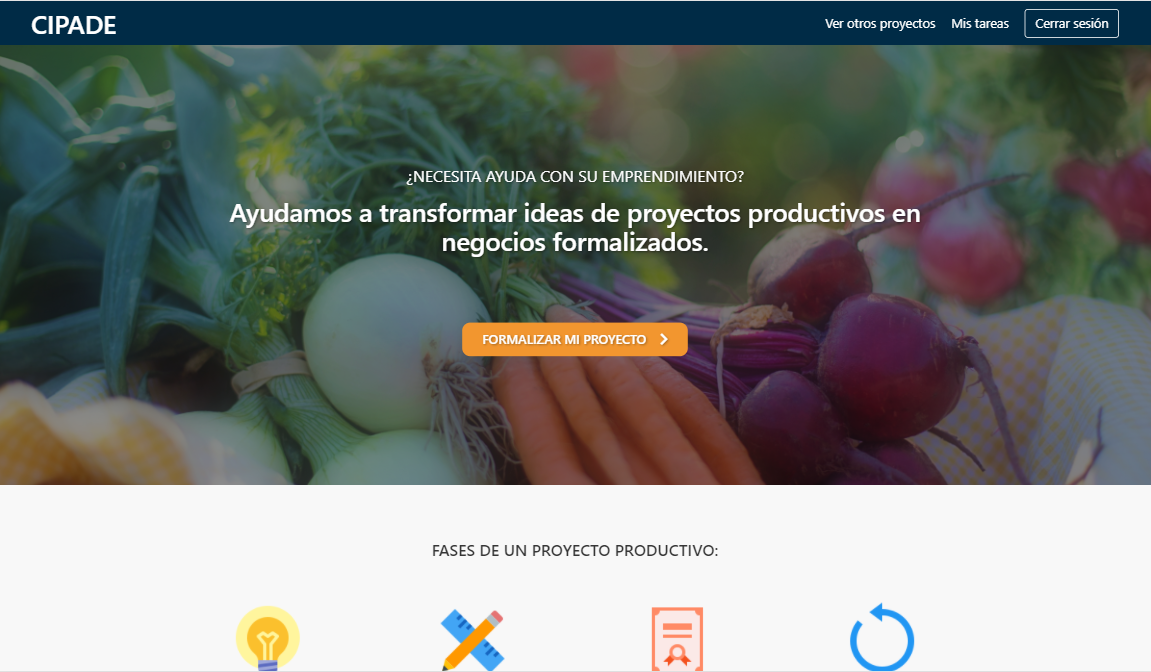 CIPADE
Ver otros proyectos
Mis tareas
Cerrar sesión
¿NECESITA AYUDA CON SU EMPRENDIMIENTO?
Ayudamos a transformar ideas de proyectos productivos en
negocios formalizados.
FORMALIZAR MI PROYECTO
FASES DE UN PROYECTO PRODUCTIVO: